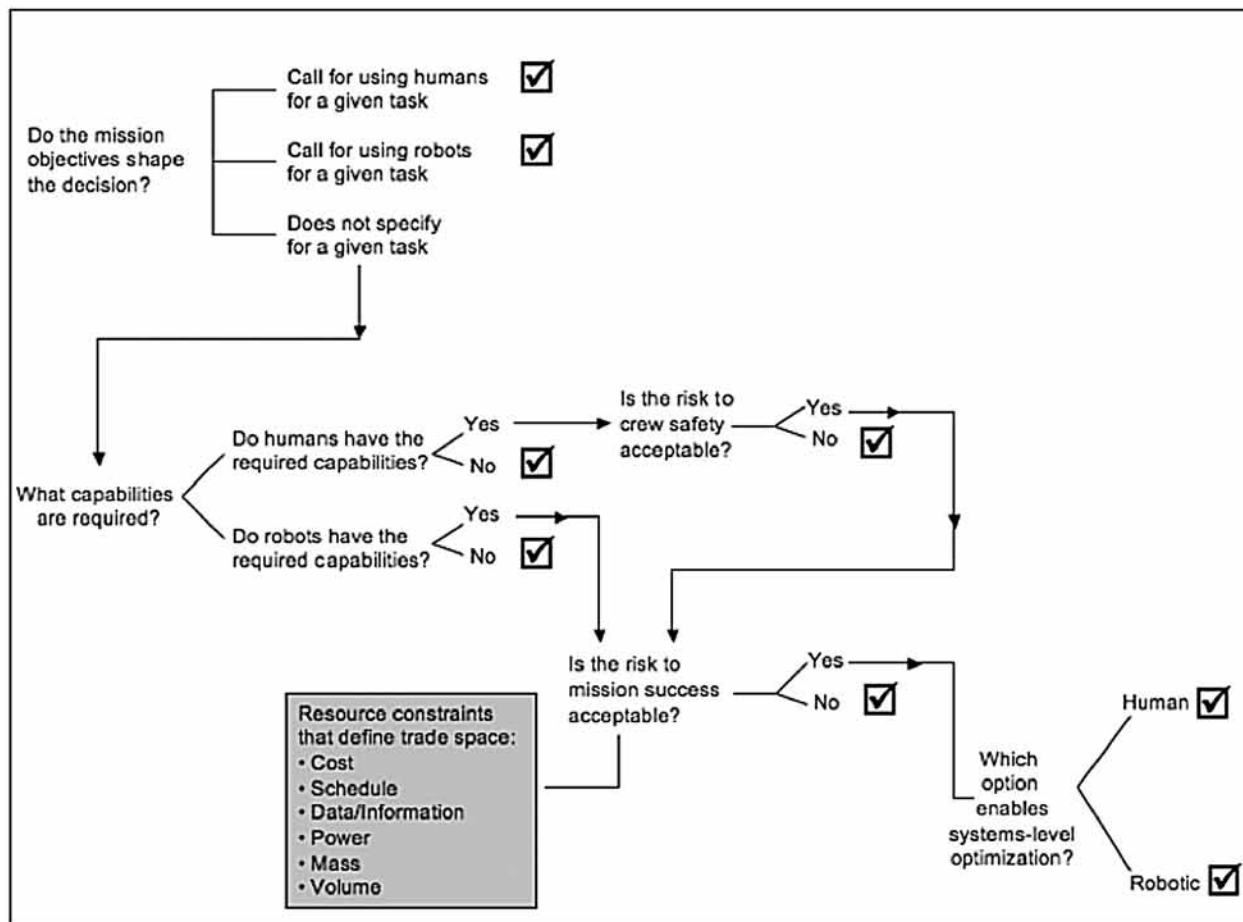 Do the mission
objectives shape
the decision?
Call for using humans
for a given task
Call for using robots
for a given task
Does not specify
for a given task
What capabilities
are required?
Do humans have the
required capabilities?
Yes
No
Is the risk to
crew safety
acceptable?
Yes
No
Do robots have the
required capabilities?
Yes
No
Is the risk to
mission success
acceptable?
Yes
No
Resource constraints
that define trade space:
• Cost
• Schedule
• Data/Information
• Power
• Mass
• Volume
Which
option
enables
systems-level
optimization?
Human
Robotic